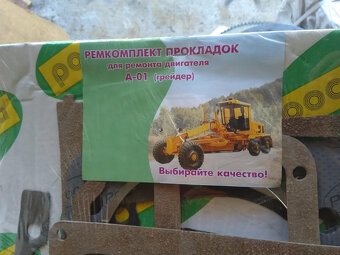 РЕМКОМПЛЕКТ ПРОКЛАДОК
для ремонта двигателя
А-01 (грейдер)
Выбирайте качество!